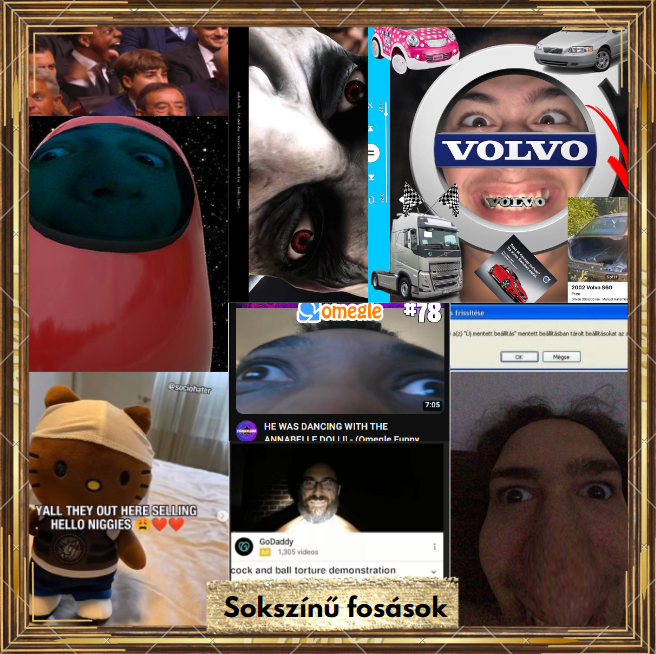 VOLVO
VOLVO
2002 Volvo S60
Free
omegle
#78
7:05
HE WAS DANCING WITH THE
ANNABELLE DOLL!! - (Omegle Funny
frissítése
a(z) "Új mentett beállítás" mentett beállításban tárolt beállításokat az
OK
Mégse
@sociohater
YALL THEY OUT HERE SELLING
HELLO NIGGIES 😩❤️❤️
GoDaddy
Ad 1,305 videos
cock and ball torture demonstration
Sokszínű fosások